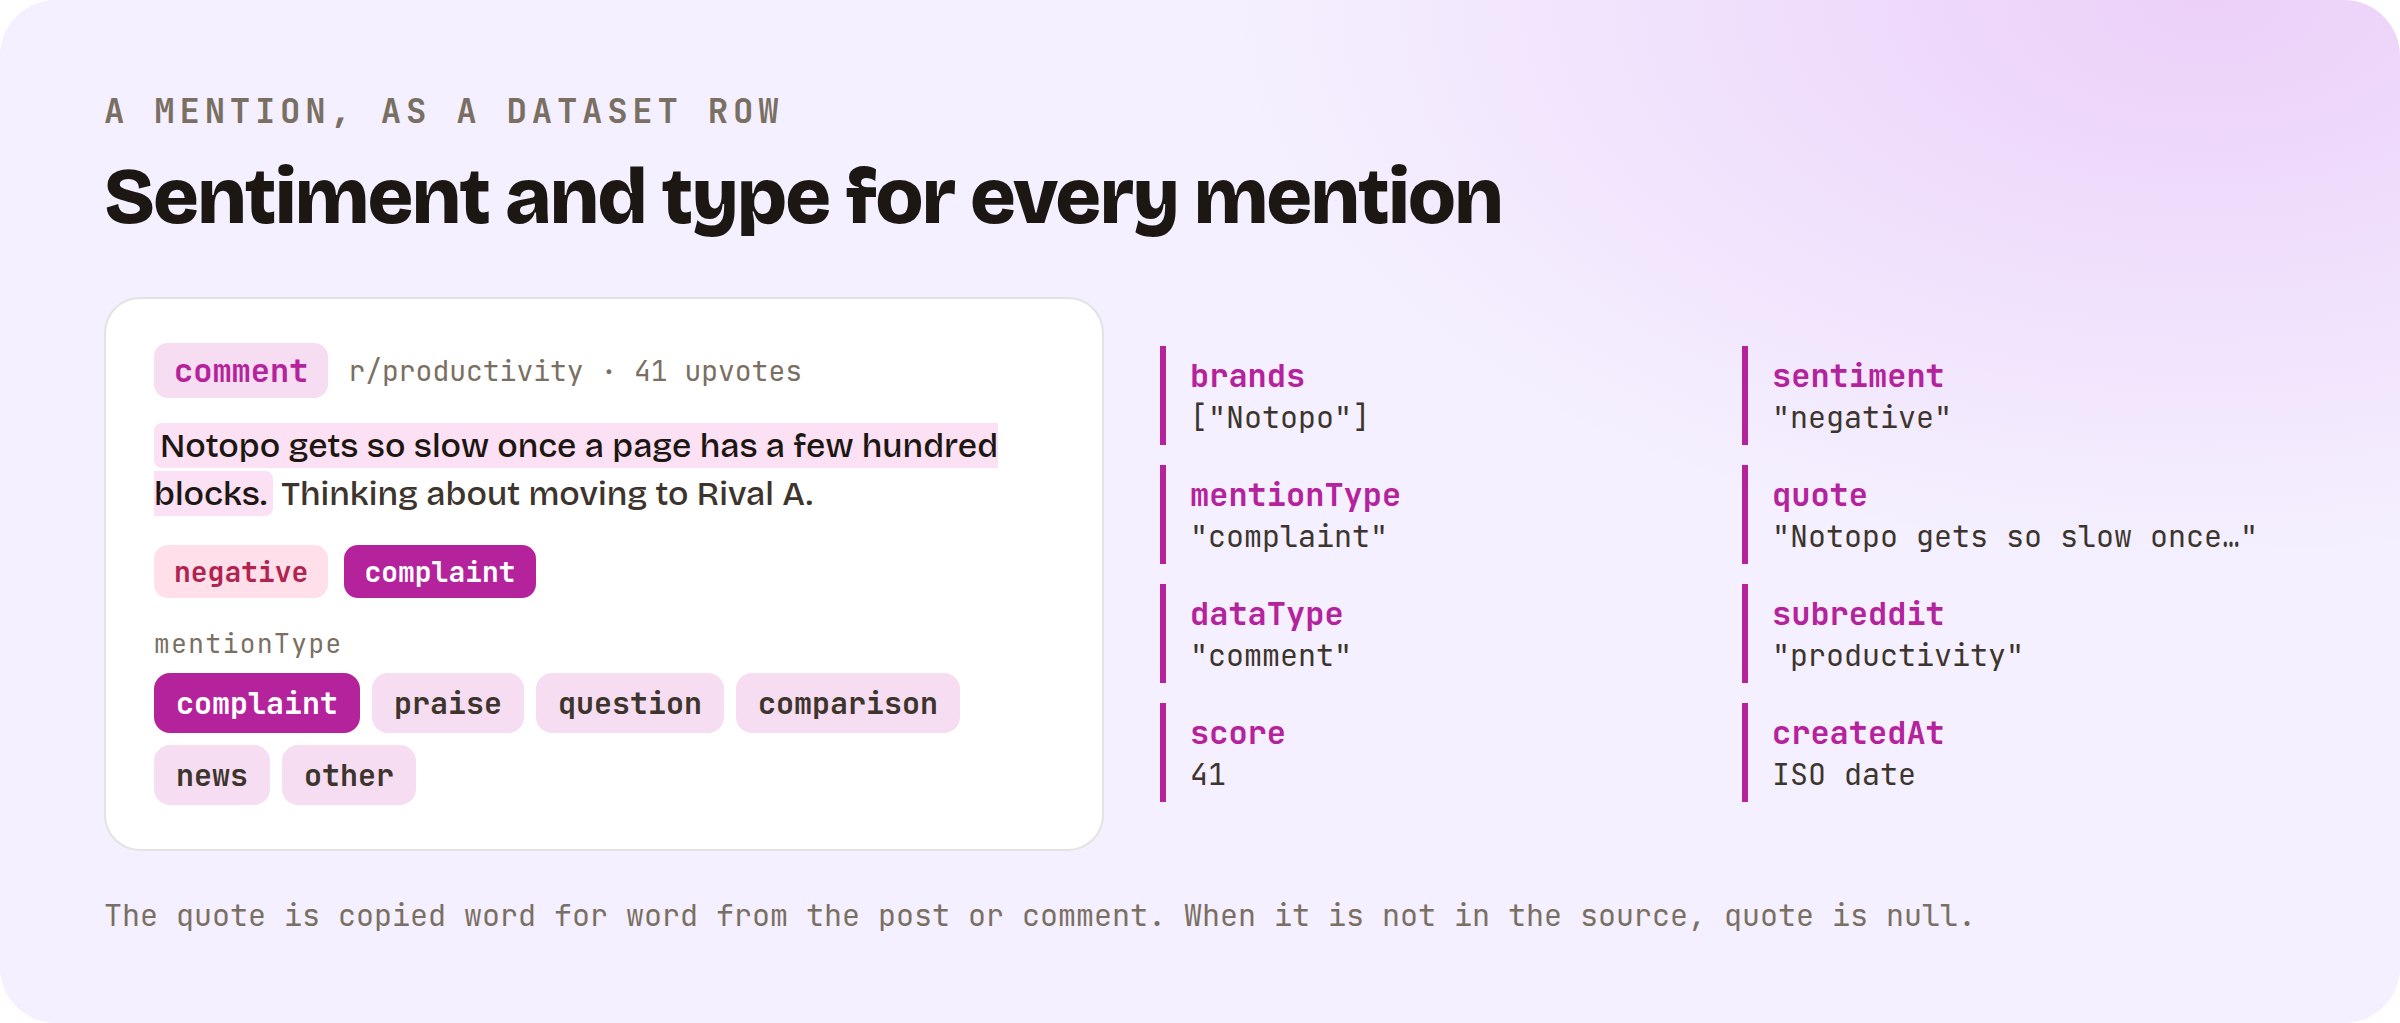 A MENTION, AS A DATASET ROW
Sentiment and type for every mention
comment r/productivity · 41 upvotes
Notopo gets so slow once a page has a few hundred
blocks. Thinking about moving to Rival A.
negative complaint
mentionType
complaint praise question comparison
news other
brands
["Notopo"]
sentiment
"negative"
mentionType
"complaint"
quote
"Notopo gets so slow once…"
dataType
"comment"
subreddit
"productivity"
score
41
createdAt
ISO date
The quote is copied word for word from the post or comment. When it is not in the source, quote is null.